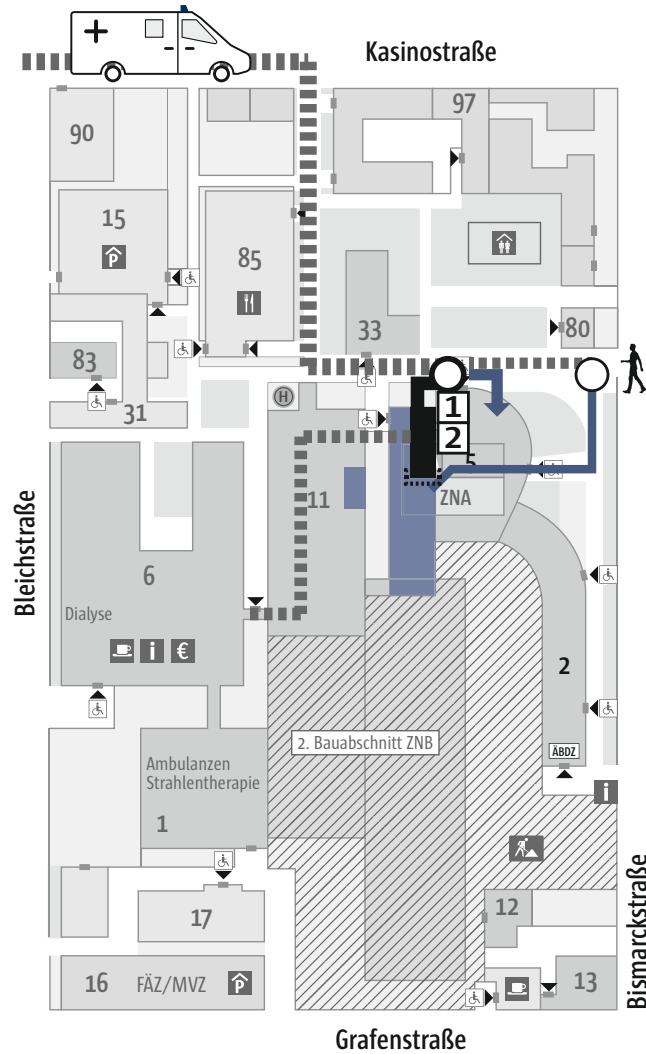 Kasinostraße
97
90
15
P
85
33
80
83
31
H
1
2
5
11
ZNA
Bleichstraße
6
Dialyse
i
€
2
2. Bauabschnitt ZNB
ÄBDZ
Ambulanzen
Strahlentherapie
1
i
17
12
Bismarckstraße
16
FÄZ/MVZ
P
13
Grafenstraße